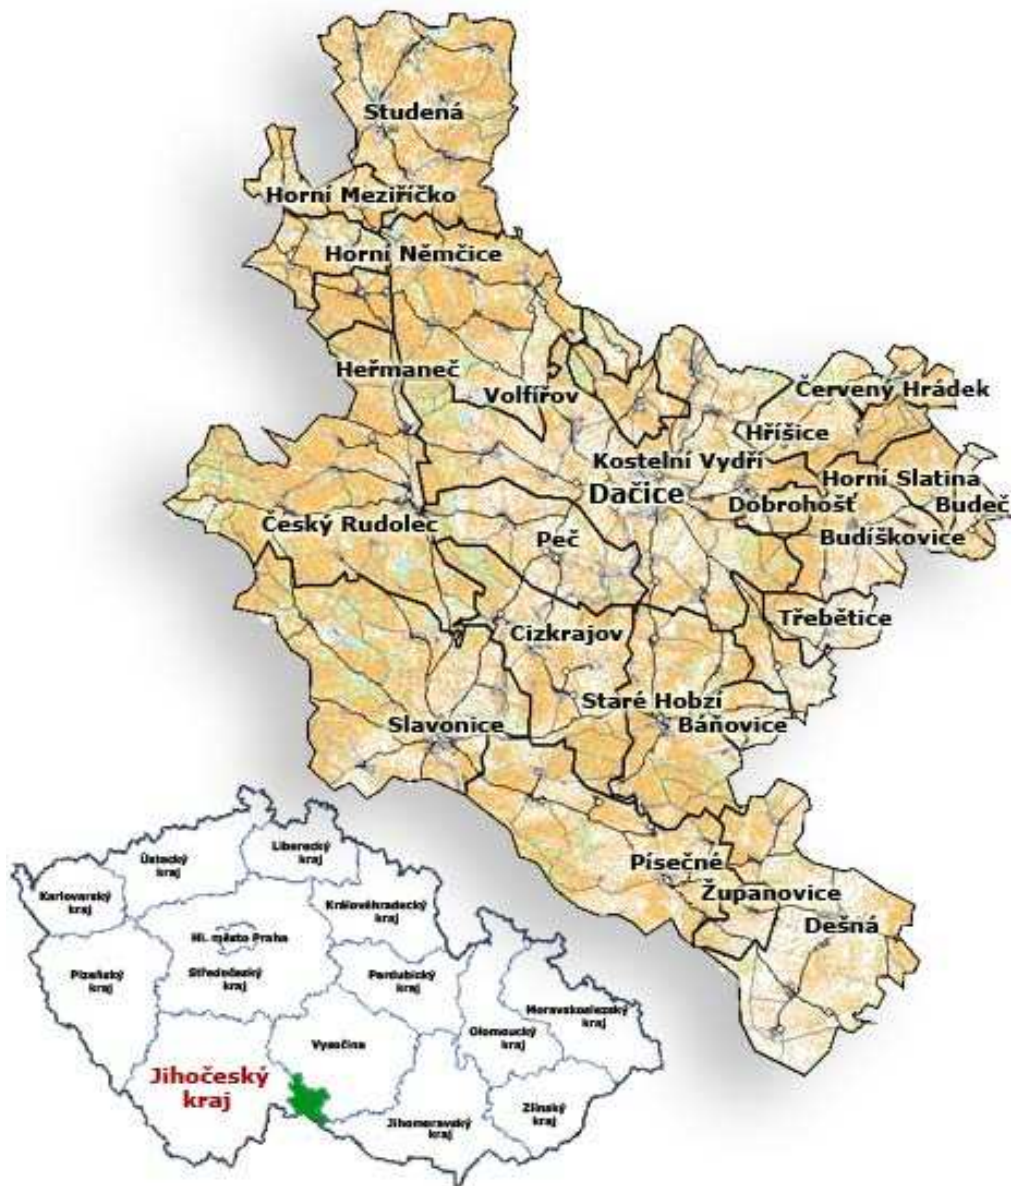 Studená
Horní Meziříčko
Horní Němčice
Heřmaneč
Volfířov
Červený Hrádek
Hříšice
Kostelní Vydří
Horní Slatina
Dačice
Dobrohošť
Budeč
Český Rudolec
Peč
Budíškovice
Třebětice
Cizkrajov
Staré Hobzí
Slavonice
Báňovice
Písečné
Županovice
Dešná
Liberecký
kraj
Ústecký
kraj
Karlovarský
kraj
Královéhradecký
kraj
Hl. město Praha
Plzeňský
kraj
Středočeský
kraj
Pardubický
kraj
Moravskoslezský
kraj
Olomoucký
kraj
Vysočina
Jihočeský
kraj
Zlínský
kraj
Jihomoravský
kraj